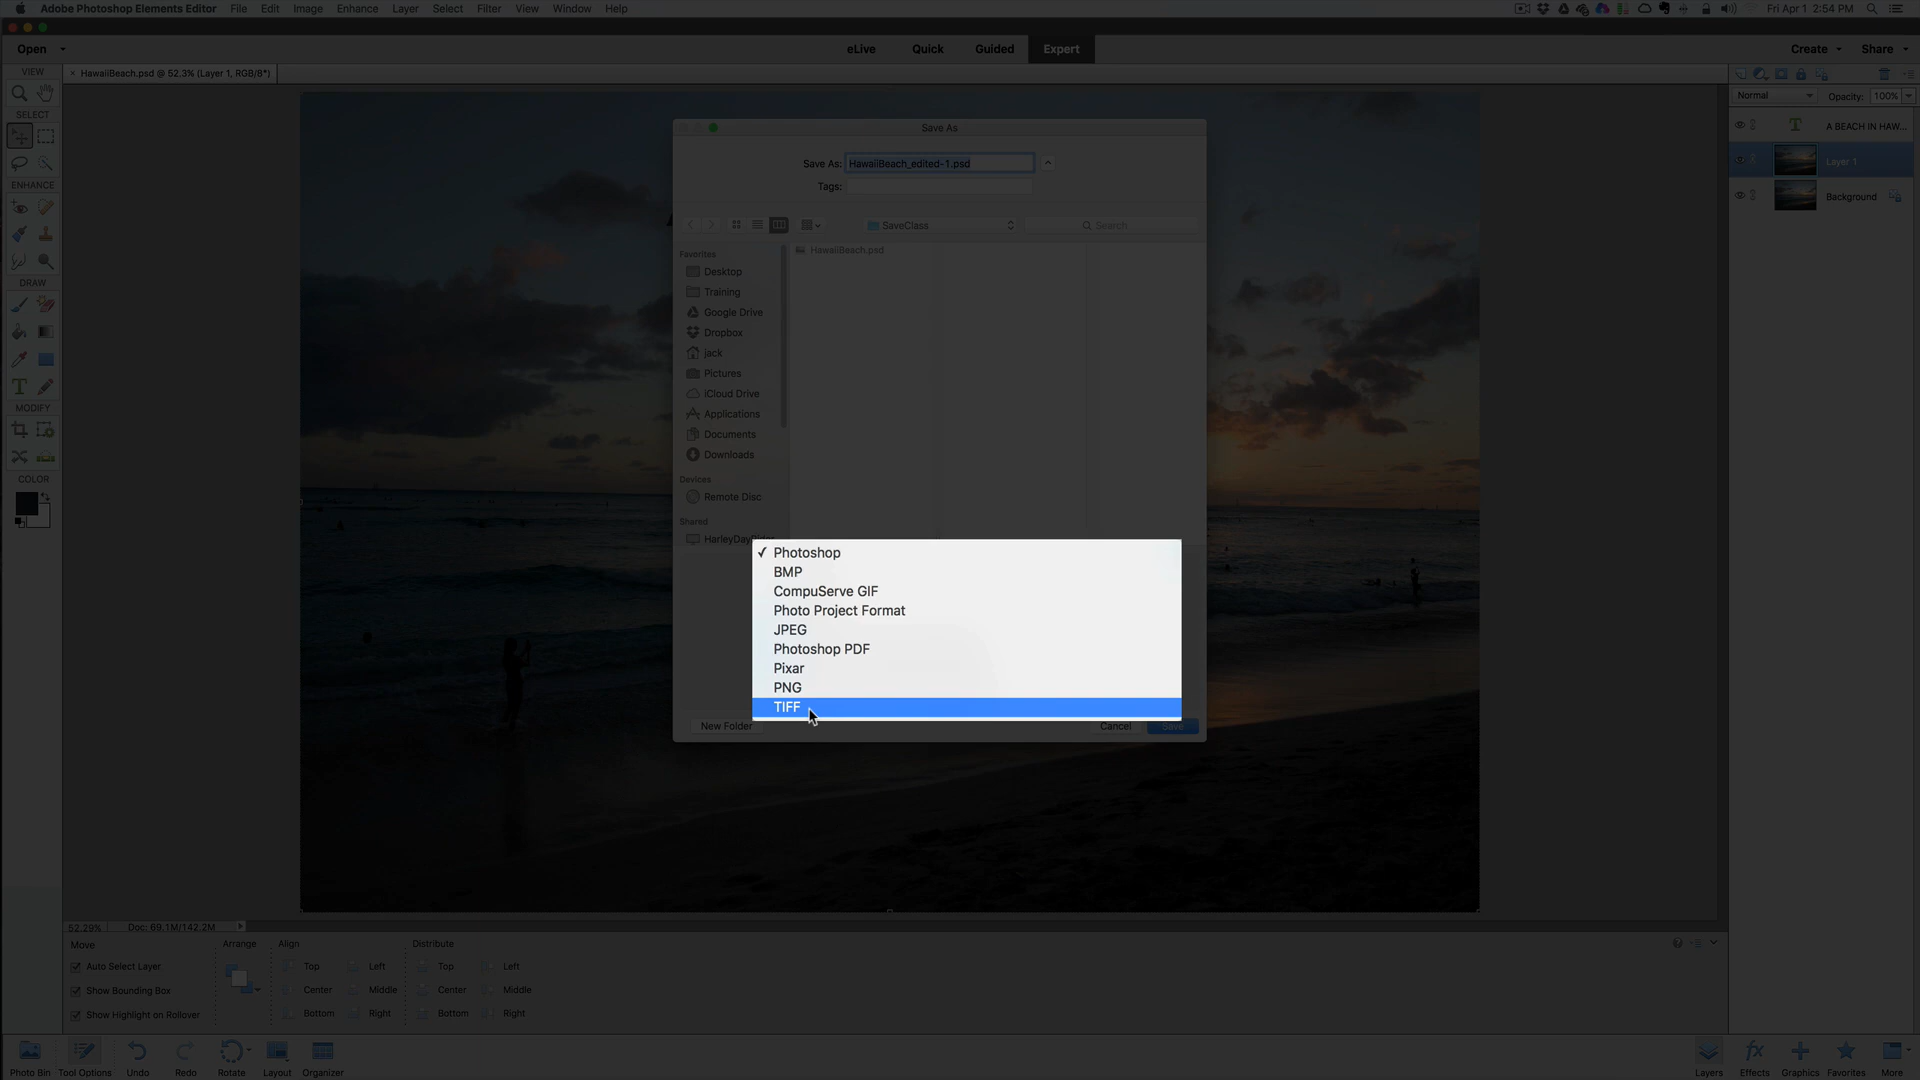 Adobe Photoshop Elements Editor File Edit Image Enhance Layer Select Filter View Window Help Fri Apr 1 2:54 PM
Open eLive Quick Guided Expert Create Share
VIEW
× HawaiiBeach.psd @ 52.3% (Layer 1, RGB/8*)
Normal Opacity: 100%
SELECT
A BEACH IN HAW...
Layer 1
Background
ENHANCE
DRAW
MODIFY
COLOR
Save As
Save As: HawaiiBeach_edited-1.psd
Tags:
SaveClass
Search
Favorites
Desktop
Training
Google Drive
Dropbox
jack
Pictures
iCloud Drive
Applications
Documents
Downloads
Devices
Remote Disc
Shared
HawaiiBeach.psd
✓ Photoshop
BMP
CompuServe GIF
Photo Project Format
JPEG
Photoshop PDF
Pixar
PNG
TIFF
New Folder Cancel Save
52.29% Doc: 69.1M/142.2M
Move Arrange Align Distribute
Auto Select Layer Top Left Top Left
Show Bounding Box Center Middle Center Middle
Show Highlight on Rollover Bottom Right Bottom Right
Photo Bin Tool Options Undo Redo Rotate Layout Organizer Layers Effects Graphics Favorites More